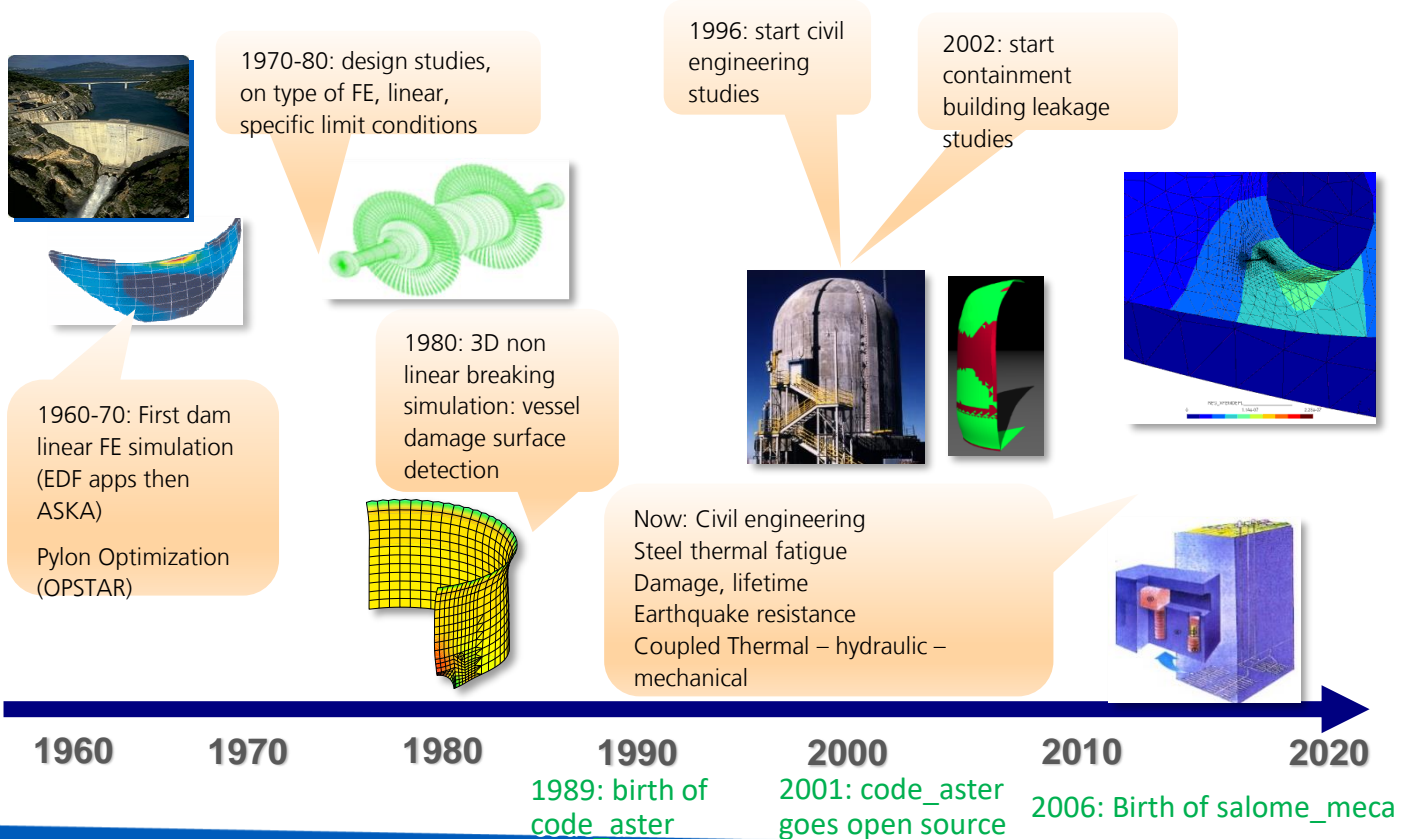 1970-80: design studies,
on type of FE, linear,
specific limit conditions
1996: start civil
engineering
studies
2002: start
containment
building leakage
studies
1960-70: First dam
linear FE simulation
(EDF apps then
ASKA)
Pylon Optimization
(OPSTAR)
1980: 3D non
linear breaking
simulation: vessel
damage surface
detection
Now: Civil engineering
Steel thermal fatigue
Damage, lifetime
Earthquake resistance
Coupled Thermal – hydraulic –
mechanical
1960 1970 1980 1990 2000 2010 2020
1989: birth of
code_aster
2001: code_aster
goes open source
2006: Birth of salome_meca